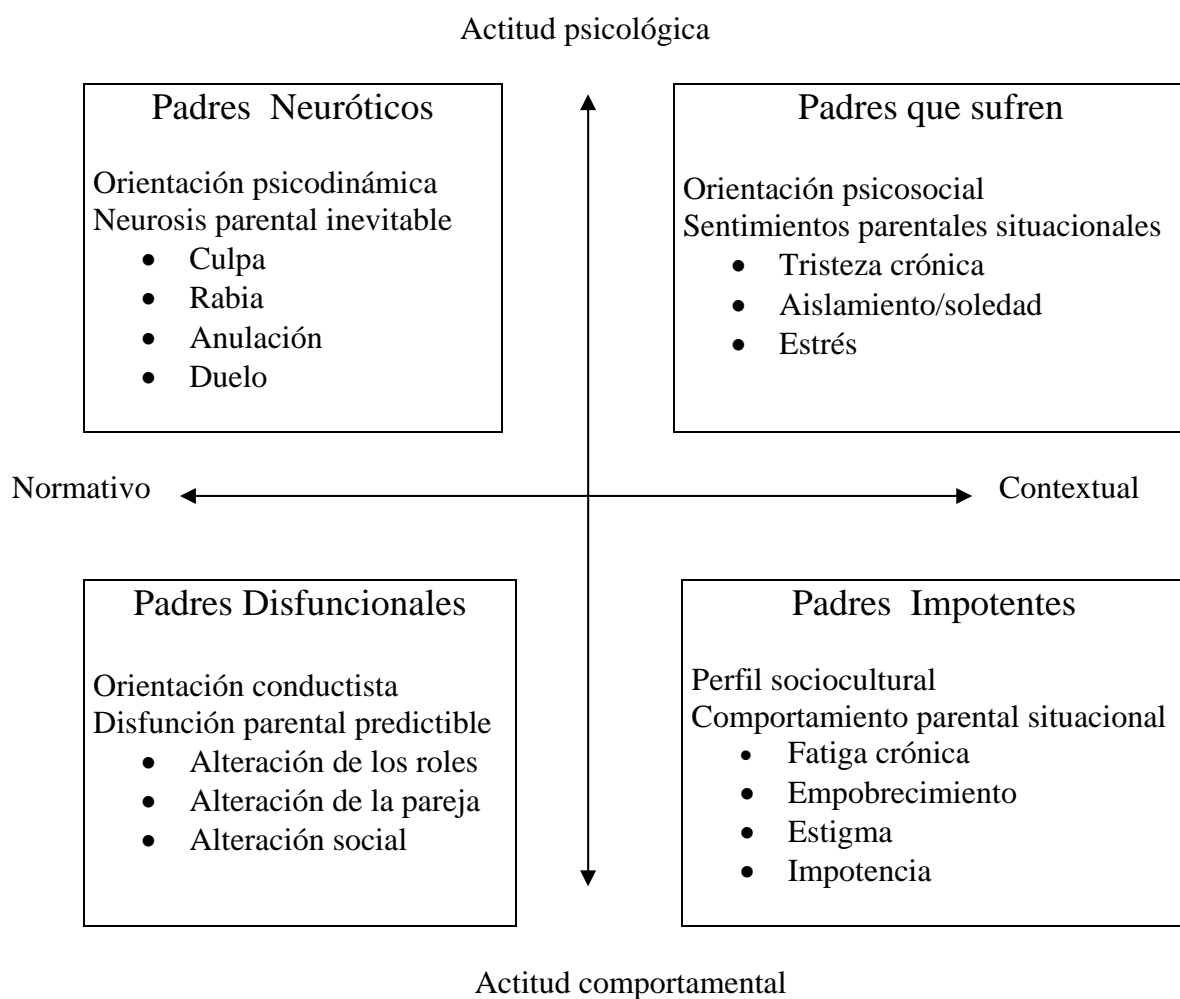 Actitud psicológica
Padres Neuróticos
Orientación psicodinámica
Neurosis parental inevitable
• Culpa
• Rabia
• Anulación
• Duelo
Padres que sufren
Orientación psicosocial
Sentimientos parentales situacionales
• Tristeza crónica
• Aislamiento/soledad
• Estrés
Normativo
Contextual
Padres Disfuncionales
Orientación conductista
Disfunción parental predictible
• Alteración de los roles
• Alteración de la pareja
• Alteración social
Padres Impotentes
Perfil sociocultural
Comportamiento parental situacional
• Fatiga crónica
• Empobrecimiento
• Estigma
• Impotencia
Actitud comportamental